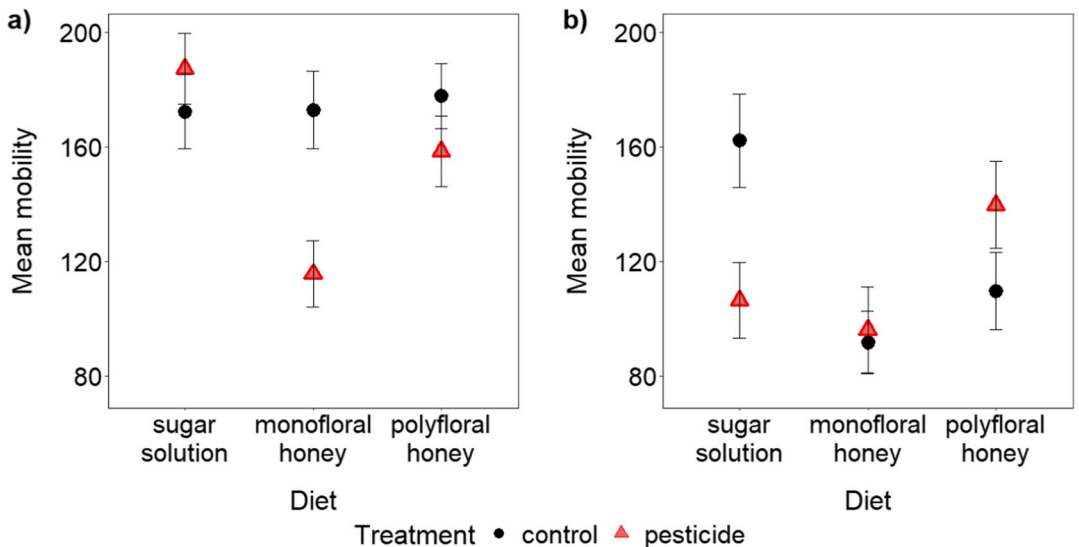 a)
200
160
120
80
Mean mobility
sugar solution
monofloral honey
polyfloral honey
Diet
b)
200
160
120
80
Mean mobility
sugar solution
monofloral honey
polyfloral honey
Diet
Treatment control pesticide